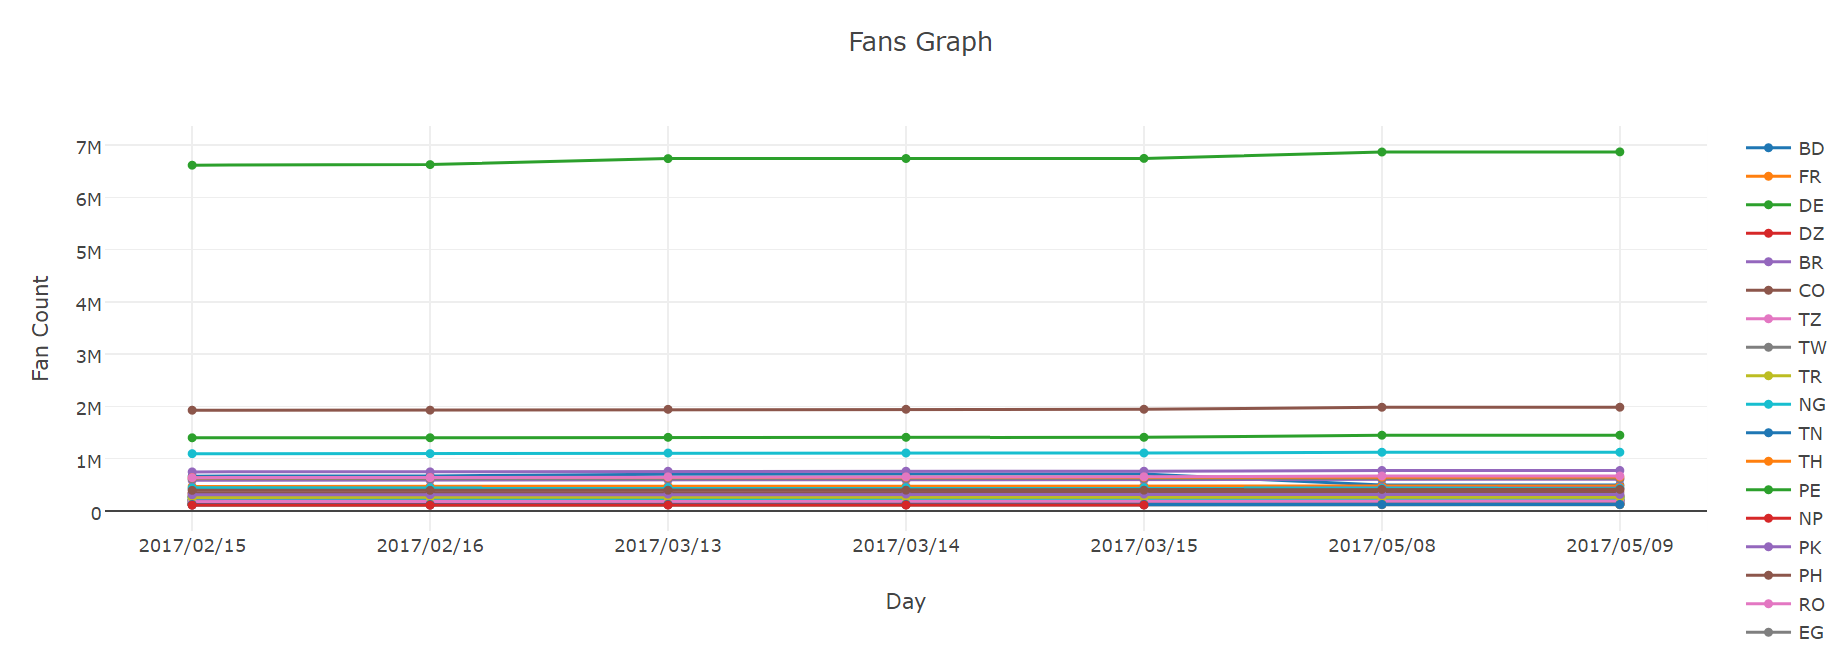 Fans Graph
7M
6M
5M
4M
3M
2M
1M
0
Fan Count
2017/02/15 2017/02/16 2017/03/13 2017/03/14 2017/03/15 2017/05/08 2017/05/09
Day
BD
FR
DE
DZ
BR
CO
TZ
TW
TR
NG
TN
TH
PE
NP
PK
PH
RO
EG